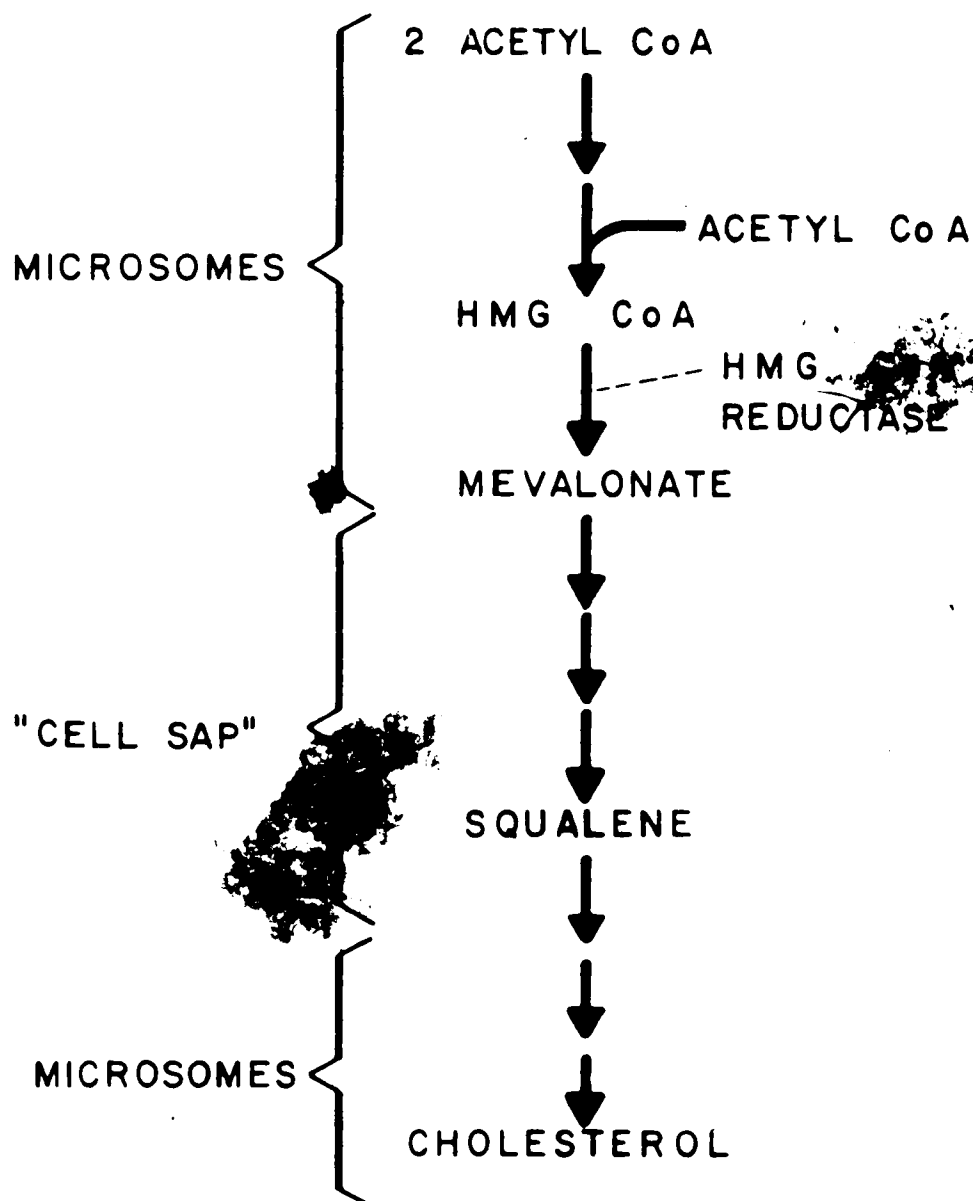 2 ACETYL CoA
ACETYL CoA
MICROSOMES
HMG CoA
HMG
REDUCTASE
MEVALONATE
"CELL SAP"
SQUALENE
MICROSOMES
CHOLESTEROL